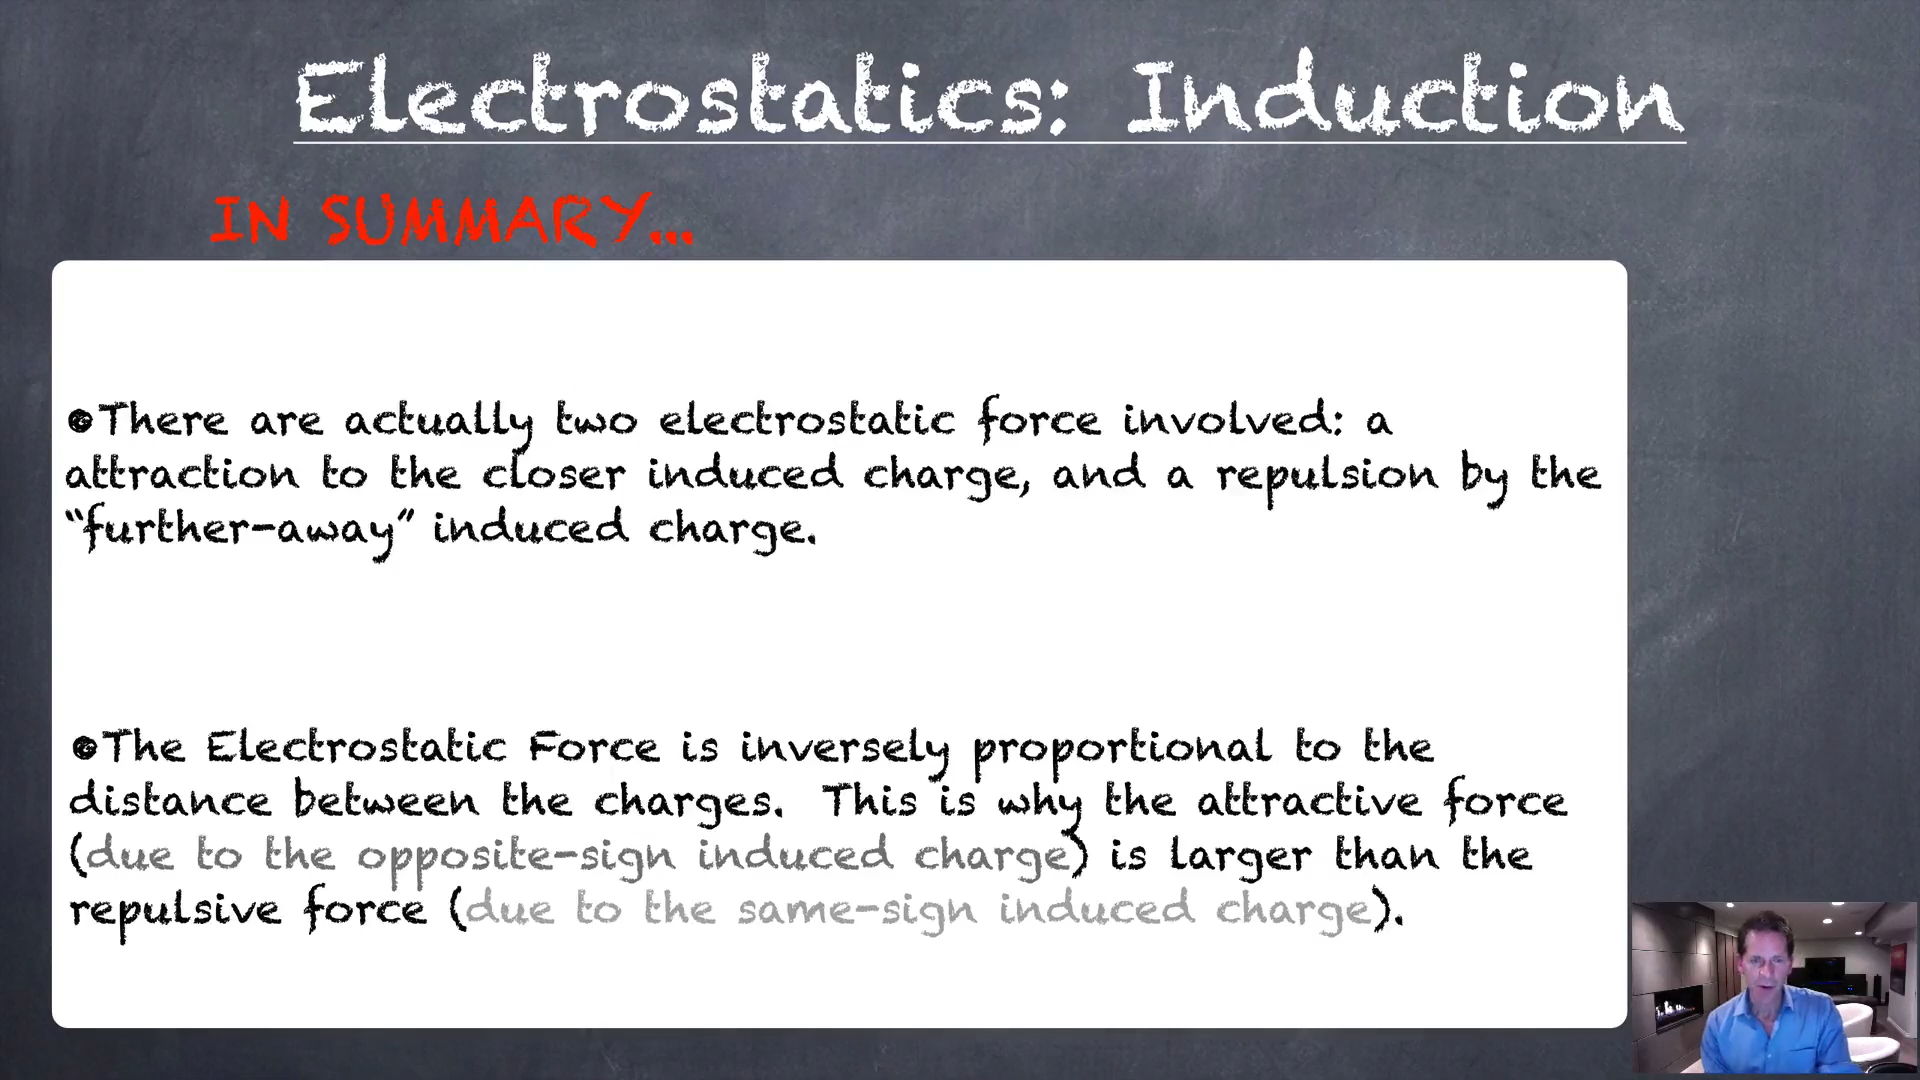 Electrostatics: Induction
IN SUMMARY...
•There are actually two electrostatic force involved: a
attraction to the closer induced charge, and a repulsion by the
“further-away” induced charge.
•The Electrostatic Force is inversely proportional to the
distance between the charges. This is why the attractive force
(due to the opposite-sign induced charge) is larger than the
repulsive force (due to the same-sign induced charge).